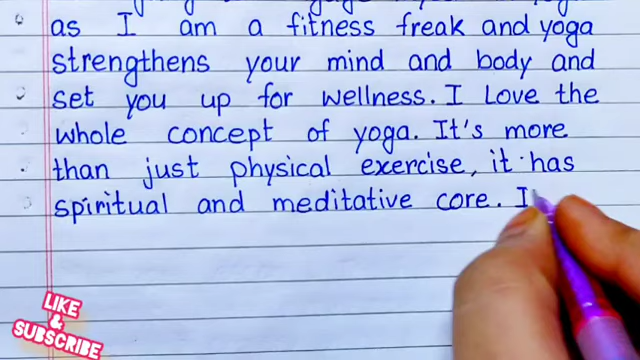 as I am a fitness freak and yoga
strengthens your mind and body and
set you up for wellness. I Love the
whole concept of yoga. It's more
than just physical exercise, it has
spiritual and meditative core. I
LIKE
&
SUBSCRIBE